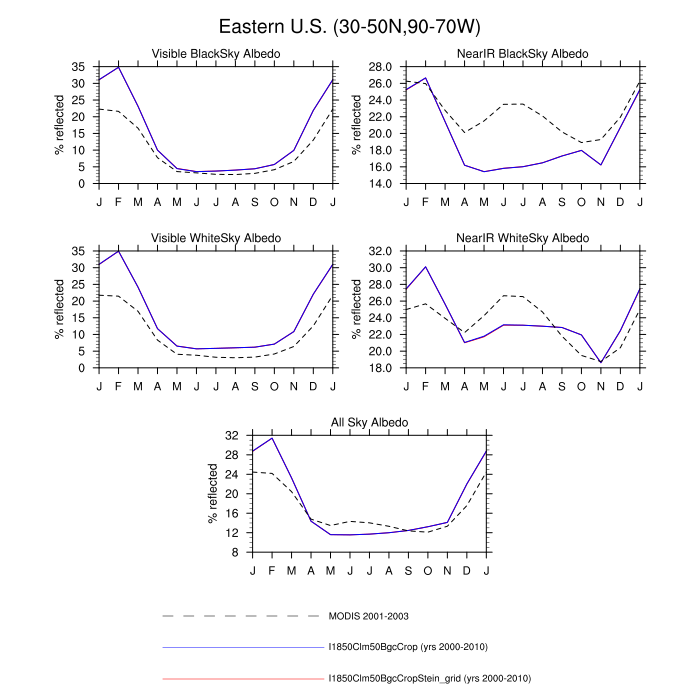 Eastern U.S. (30-50N,90-70W)
Visible BlackSky Albedo
% reflected
35
30
25
20
15
10
5
0
J F M A M J J A S O N D J
NearIR BlackSky Albedo
% reflected
28.0
26.0
24.0
22.0
20.0
18.0
16.0
14.0
J F M A M J J A S O N D J
Visible WhiteSky Albedo
% reflected
35
30
25
20
15
10
5
0
J F M A M J J A S O N D J
NearIR WhiteSky Albedo
% reflected
32.0
30.0
28.0
26.0
24.0
22.0
20.0
18.0
J F M A M J J A S O N D J
All Sky Albedo
% reflected
32
28
24
20
16
12
8
J F M A M J J A S O N D J
MODIS 2001-2003
I1850Clm50BgcCrop (yrs 2000-2010)
I1850Clm50BgcCropStein_grid (yrs 2000-2010)